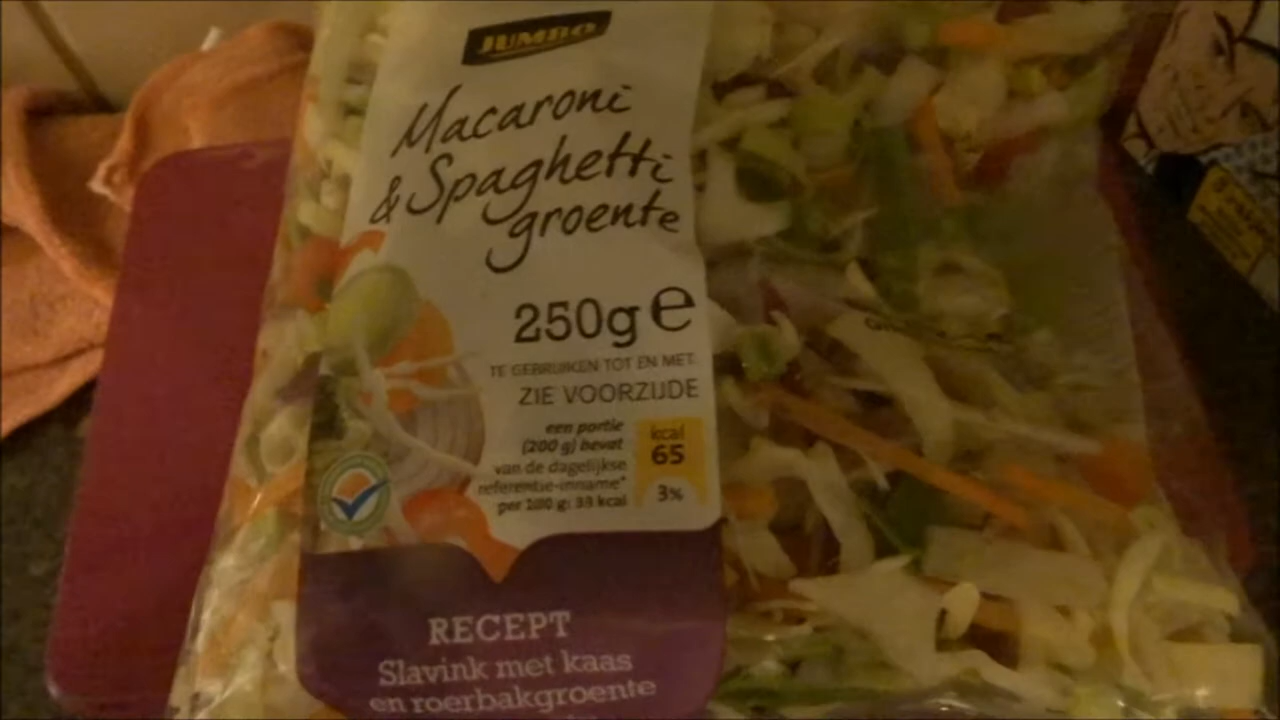 JUMBO
Macaroni
& Spaghetti
groente
250g e
TE GEBRUIKEN TOT EN MET:
ZIE VOORZIJDE
een portie
(200 g) bevat
van de dagelijkse
referentie-inname*
per 100 g: 33 kcal
kcal
65
3%
RECEPT
Slavink met kaas
en roerbakgroente